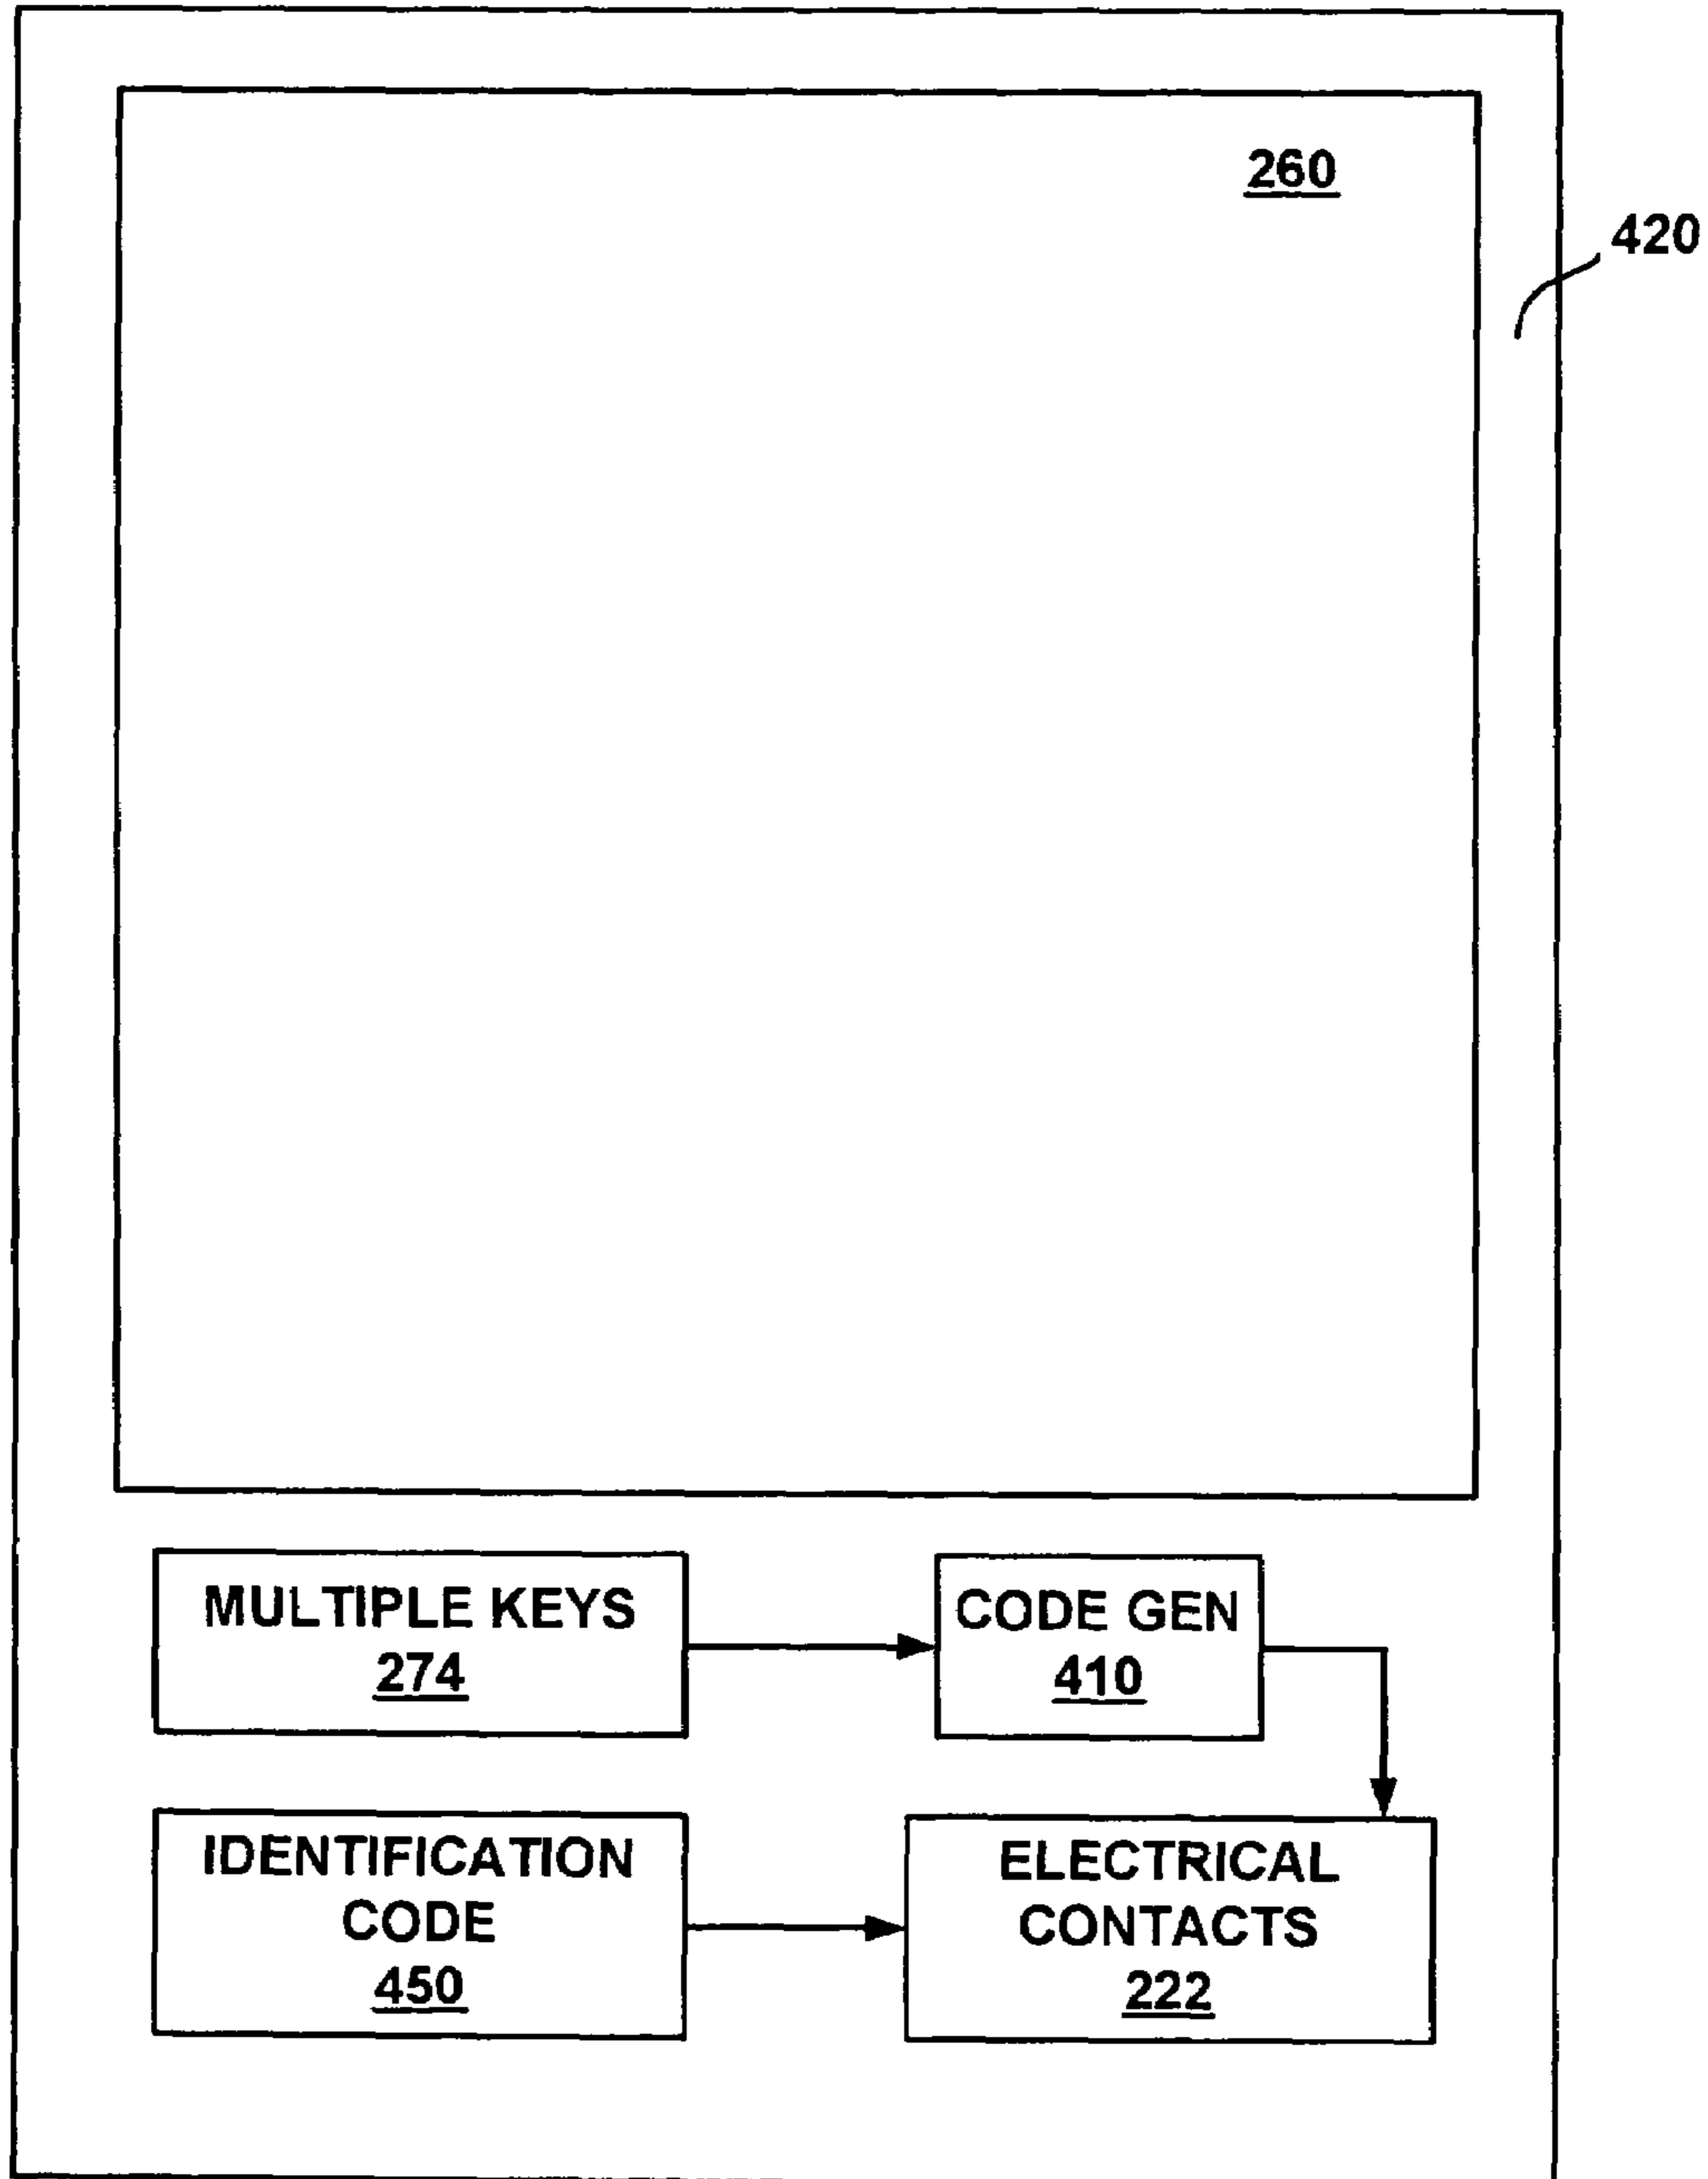 260
420
MULTIPLE KEYS
274
CODE GEN
410
IDENTIFICATION
CODE
450
ELECTRICAL
CONTACTS
222